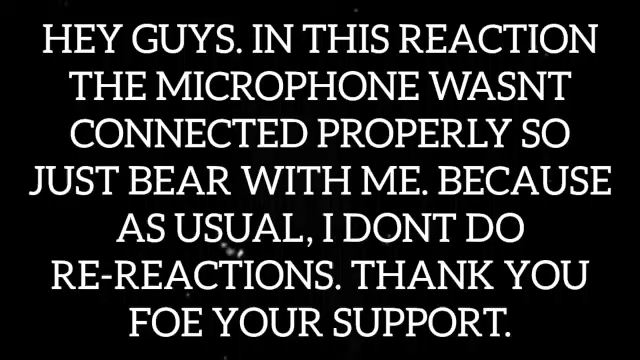 HEY GUYS. IN THIS REACTION
THE MICROPHONE WASNT
CONNECTED PROPERLY SO
JUST BEAR WITH ME. BECAUSE
AS USUAL, I DONT DO
RE-REACTIONS. THANK YOU
FOE YOUR SUPPORT.